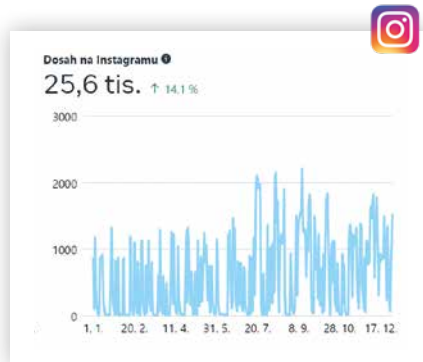 Dosah na Instagramu
25,6 tis. ↑ 14,1 %
3000
2000
1000
0
1. 1. 20. 2. 11. 4. 31. 5. 20. 7. 8. 9. 28. 10. 17. 12.